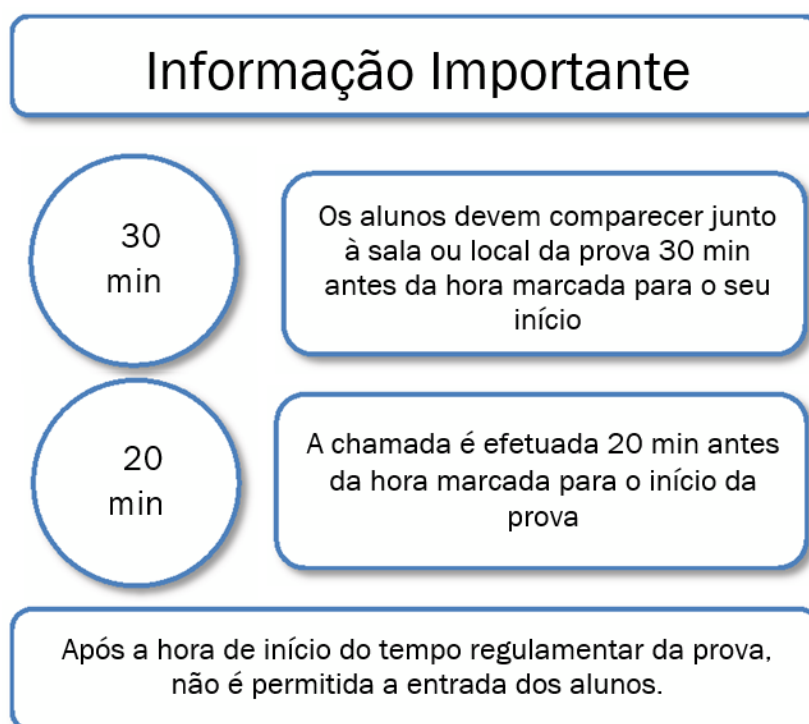 Informação Importante
30
min
Os alunos devem comparecer junto
à sala ou local da prova 30 min
antes da hora marcada para o seu
início
20
min
A chamada é efetuada 20 min antes
da hora marcada para o início da
prova
Após a hora de início do tempo regulamentar da prova,
não é permitida a entrada dos alunos.